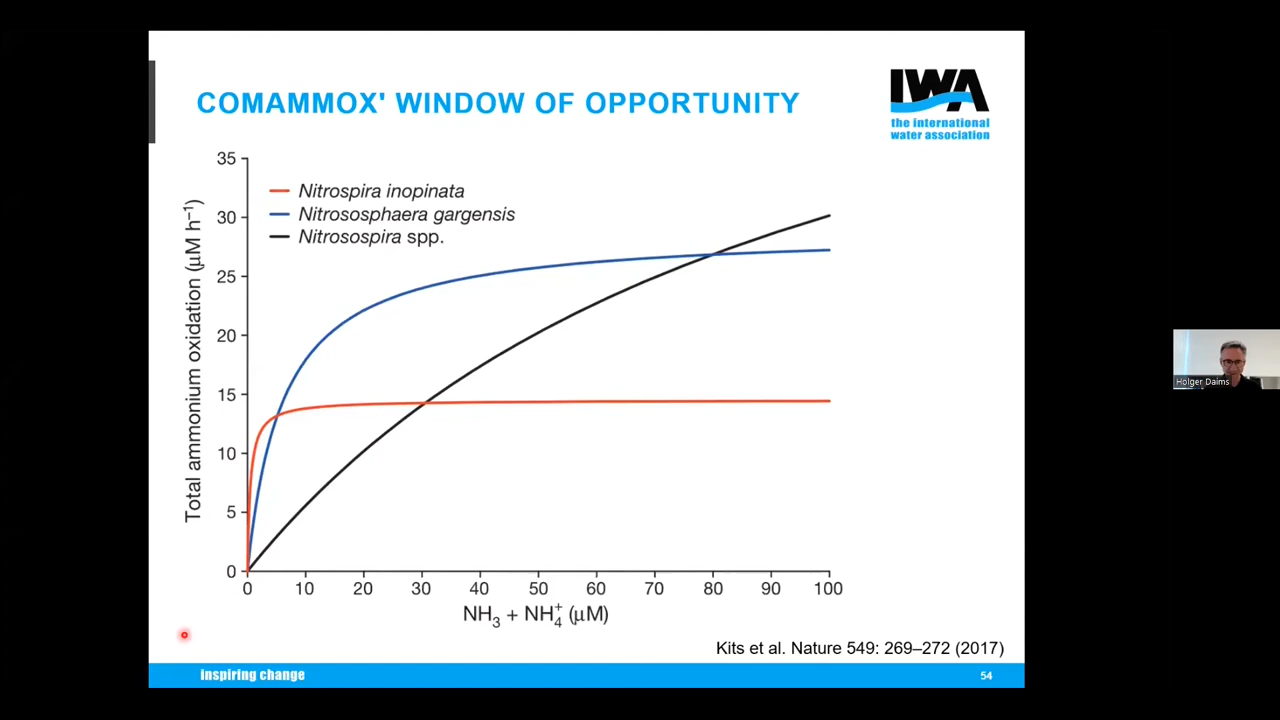 COMAMMOX' WINDOW OF OPPORTUNITY
IWA
the international
water association
35
30
25
20
15
10
5
0
Total ammonium oxidation (μM h⁻¹)
Nitrospira inopinata
Nitrososphaera gargensis
Nitrosospira spp.
0 10 20 30 40 50 60 70 80 90 100
NH₃ + NH₄⁺ (μM)
Kits et al. Nature 549: 269–272 (2017)
inspiring change
54
Holger Daims